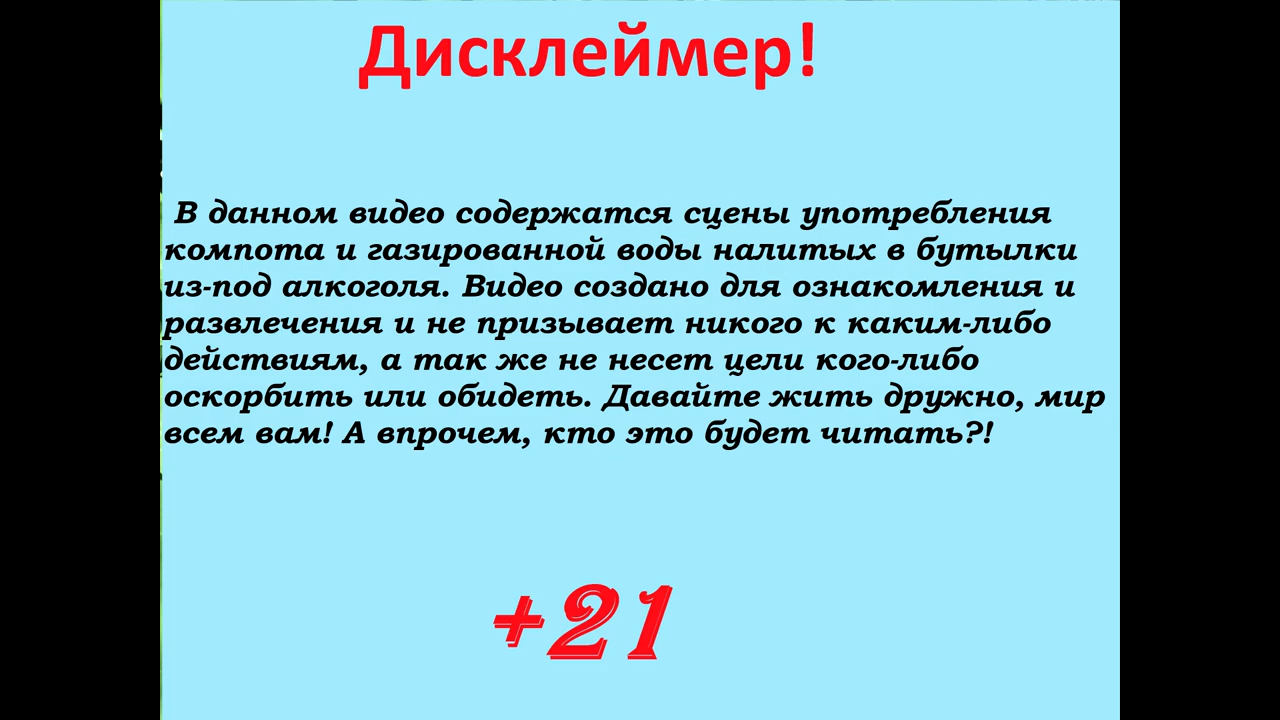 Дисклеймер!
В данном видео содержатся сцены употребления
компота и газированной воды налитых в бутылки
из-под алкоголя. Видео создано для ознакомления и
развлечения и не призывает никого к каким-либо
действиям, а так же не несет цели кого-либо
оскорбить или обидеть. Давайте жить дружно, мир
всем вам! А впрочем, кто это будет читать?!
+21